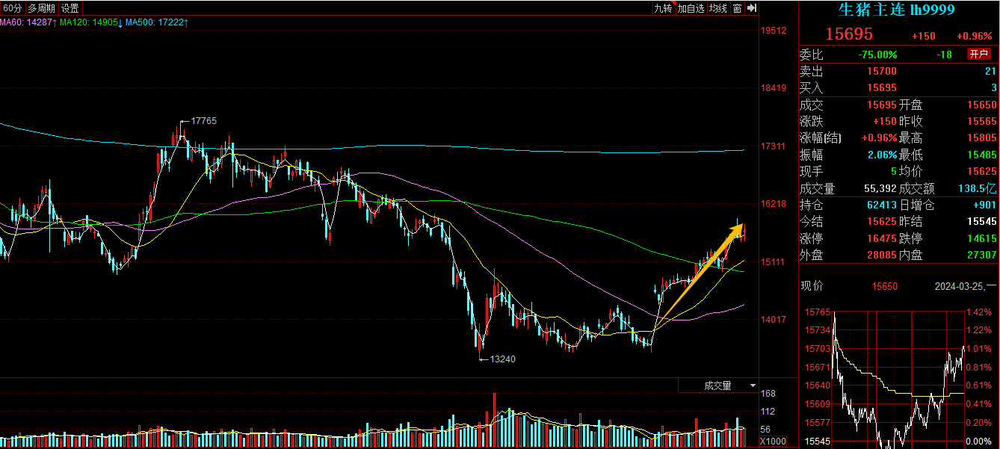 60分 多周期 设置 九转 加自选 均线 窗
MA60: 14287↑ MA120: 14905↓ MA500: 17222↑
19512
18419
17765
17311
16218
15111
14017
13240
成交量
168
112
56
X1000
生猪主连 lh9999
15695 +150 +0.96%
委比 -75.00% -18 开户
卖出 15700 21
买入 15695 3
成交 15695 开盘 15650
涨跌 +150 昨收 15565
涨幅(结) +0.96% 最高 15805
振幅 2.06% 最低 15485
现手 5 均价 15625
成交量 55,392 成交额 138.5亿
持仓 62413 日增仓 +901
今结 15625 昨结 15545
涨停 16475 跌停 14615
外盘 28085 内盘 27307
现价 15650 2024-03-25,一
15765 1.42%
15734 1.22%
15703 1.01%
15671 0.81%
15640 0.61%
15609 0.41%
15577 0.20%
15545 0.00%